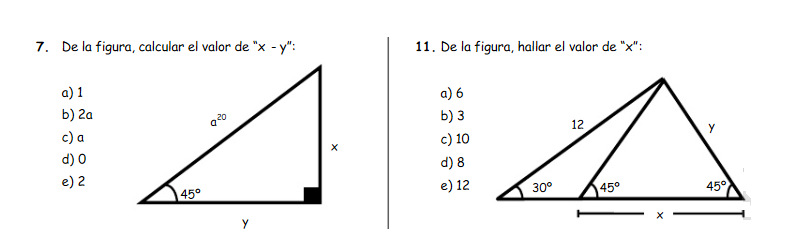 7. De la figura, calcular el valor de "x - y":
a) 1
b) 2a
c) a
d) 0
e) 2
a²⁰
x
45°
y
11. De la figura, hallar el valor de "x":
a) 6
b) 3
c) 10
d) 8
e) 12
12
y
30°
45°
45°
x